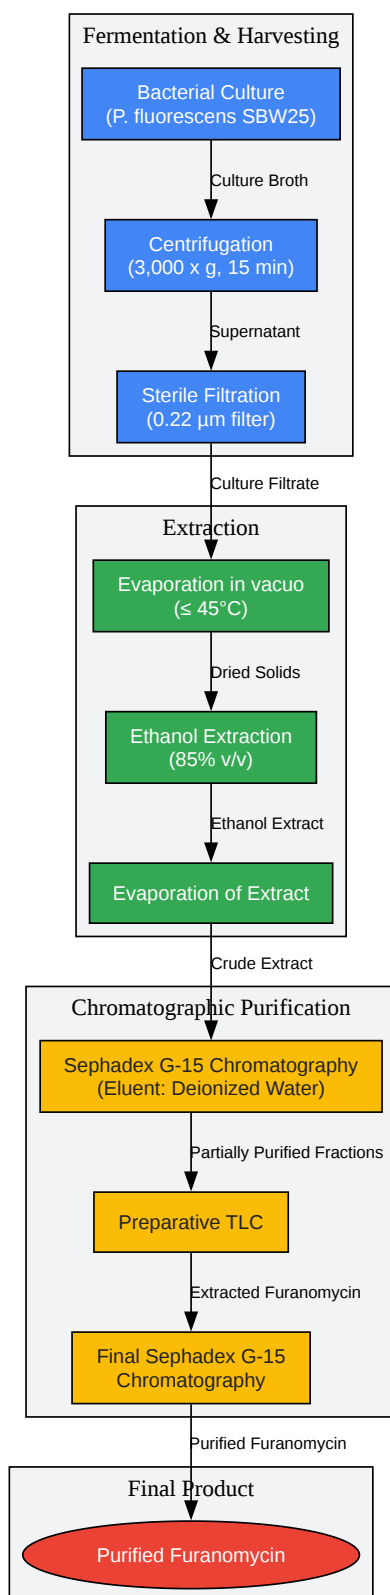 Fermentation & Harvesting
Bacterial Culture
(P. fluorescens SBW25)
Culture Broth
Centrifugation
(3,000 x g, 15 min)
Supernatant
Sterile Filtration
(0.22 µm filter)
Culture Filtrate
Extraction
Evaporation in vacuo
(≤ 45°C)
Dried Solids
Ethanol Extraction
(85% v/v)
Ethanol Extract
Evaporation of Extract
Crude Extract
Chromatographic Purification
Sephadex G-15 Chromatography
(Eluent: Deionized Water)
Partially Purified Fractions
Preparative TLC
Extracted Furanomycin
Final Sephadex G-15
Chromatography
Purified Furanomycin
Final Product
Purified Furanomycin